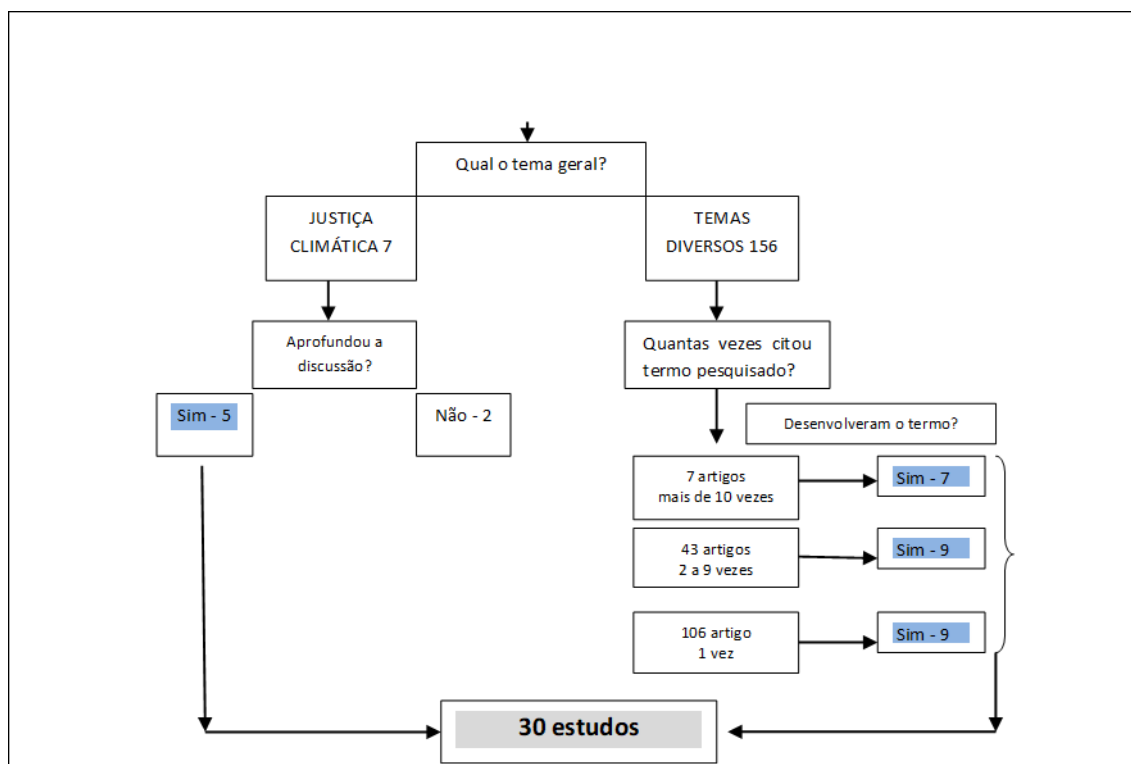 Qual o tema geral?
JUSTIÇA
CLIMÁTICA 7
TEMAS
DIVERSOS 156
Aprofundou a
discussão?
Quantas vezes citou
termo pesquisado?
Sim - 5
Não - 2
Desenvolveram o termo?
7 artigos
mais de 10 vezes
Sim - 7
43 artigos
2 a 9 vezes
Sim - 9
106 artigo
1 vez
Sim - 9
30 estudos